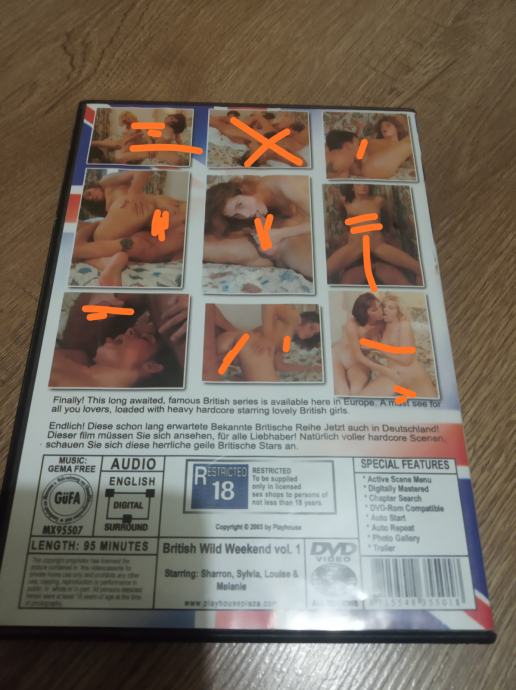 Finally! This long awaited, famous British series is available here in Europe. A must see for
all you lovers, loaded with heavy hardcore starring lovely British girls.
Endlich! Diese schon lang erwartete Bekannte Britische Reihe Jetzt auch in Deutschland!
Dieser film müssen Sie sich ansehen, für alle Liebhaber! Natürlich voller hardcore Scenen,
schauen Sie sich diese herrliche geile Britische Stars an.
MUSIC:
GEMA FREE
GüFA
MX95507
AUDIO
ENGLISH
DIGITAL
SURROUND
RESTRICTED
18
RESTRICTED
To be supplied
only in licensed
sex shops to persons of
not less than 18 years.
Copyright © 2003 by Playhouse
SPECIAL FEATURES
* Active Scene Menu
* Digitally Mastered
* Chapter Search
* DVD-Rom Compatible
* Auto Start
* Auto Repeat
* Photo Gallery
* Trailer
LENGTH: 95 MINUTES
British Wild Weekend vol. 1
Starring: Sharron, Sylvia, Louise &
Melanie
www.playhouseplaza.com
DVD
VIDEO